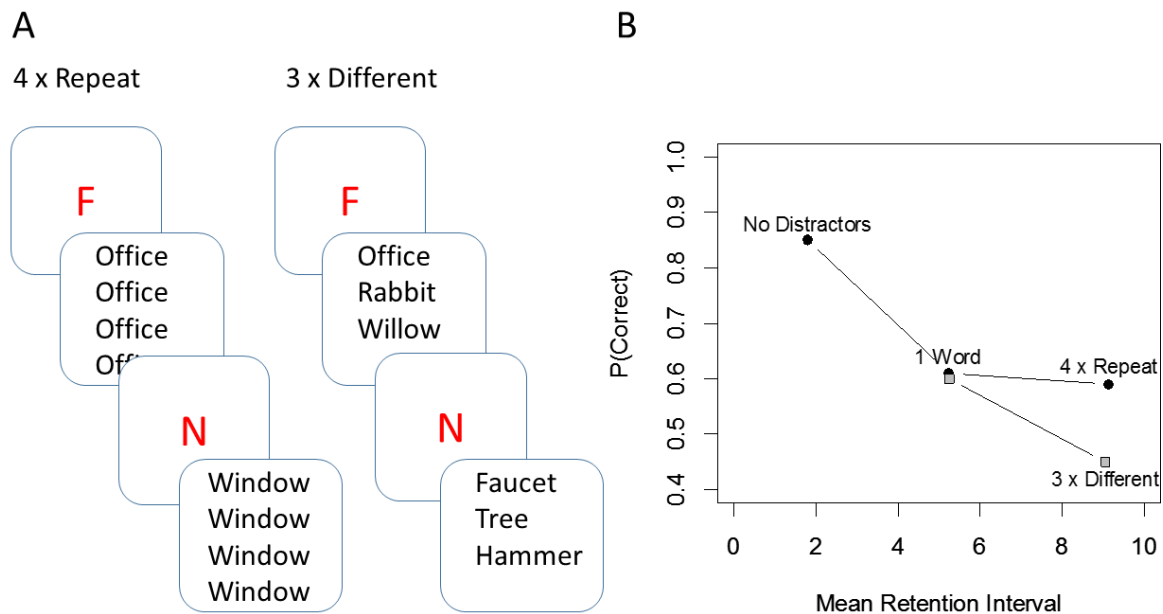 A
4 x Repeat
3 x Different
F
Office
Office
Office
N
Window
Window
Window
Window
F
Office
Rabbit
Willow
N
Faucet
Tree
Hammer
B
P(Correct)
1.0
0.9
0.8
0.7
0.6
0.5
0.4
No Distractors
1 Word
4 x Repeat
3 x Different
0 2 4 6 8 10
Mean Retention Interval